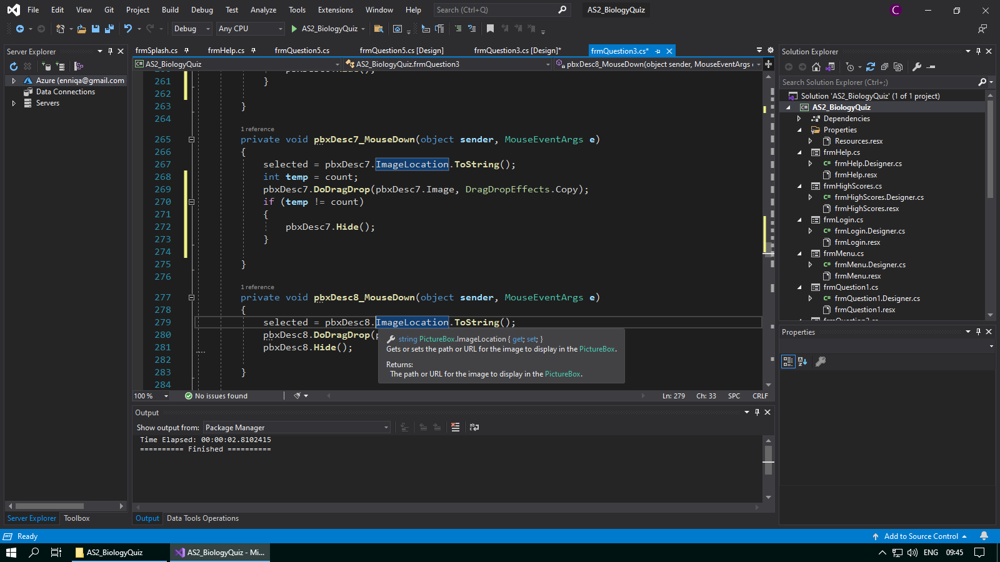 File Edit View Git Project Build Debug Test Analyze Tools Extensions Window Help Search (Ctrl+Q) AS2_BiologyQuiz C
Debug Any CPU AS2_BiologyQuiz
Server Explorer
Azure (enniqa@gmail.com
Data Connections
Servers
Server Explorer Toolbox
frmSplash.cs frmHelp.cs frmQuestion5.cs frmQuestion5.cs [Design] frmQuestion3.cs [Design]* frmQuestion3.cs*
AS2_BiologyQuiz AS2_BiologyQuiz.frmQuestion3 pbxDesc8_MouseDown(object sender, MouseEventArgs
261 }
262
263 }
264
1 reference
265 private void pbxDesc7_MouseDown(object sender, MouseEventArgs e)
266 {
267 selected = pbxDesc7.ImageLocation.ToString();
268 int temp = count;
269 pbxDesc7.DoDragDrop(pbxDesc7.Image, DragDropEffects.Copy);
270 if (temp != count)
271 {
272 pbxDesc7.Hide();
273 }
274
275 }
276
1 reference
277 private void pbxDesc8_MouseDown(object sender, MouseEventArgs e)
278 {
279 selected = pbxDesc8.ImageLocation.ToString();
280 pbxDesc8.DoDragDrop(
281 pbxDesc8.Hide();
282
283 }
284
string PictureBox.ImageLocation { get; set; }
Gets or sets the path or URL for the image to display in the PictureBox.
Returns:
The path or URL for the image to display in the PictureBox.
100 % No issues found Ln: 279 Ch: 33 SPC CRLF
Output
Show output from: Package Manager
Time Elapsed: 00:00:02.8102415
========== Finished ==========
Output Data Tools Operations
Solution Explorer
Search Solution Explorer (Ctrl+;)
Solution 'AS2_BiologyQuiz' (1 of 1 project)
AS2_BiologyQuiz
Dependencies
Properties
Resources.resx
frmHelp.cs
frmHelp.Designer.cs
frmHelp.resx
frmHighScores.cs
frmHighScores.Designer.cs
frmHighScores.resx
frmLogin.cs
frmLogin.Designer.cs
frmLogin.resx
frmMenu.cs
frmMenu.Designer.cs
frmMenu.resx
frmQuestion1.cs
frmQuestion1.Designer.cs
frmQuestion1.resx
Properties
Ready Add to Source Control
AS2_BiologyQuiz AS2_BiologyQuiz - Mi... ENG 09:45